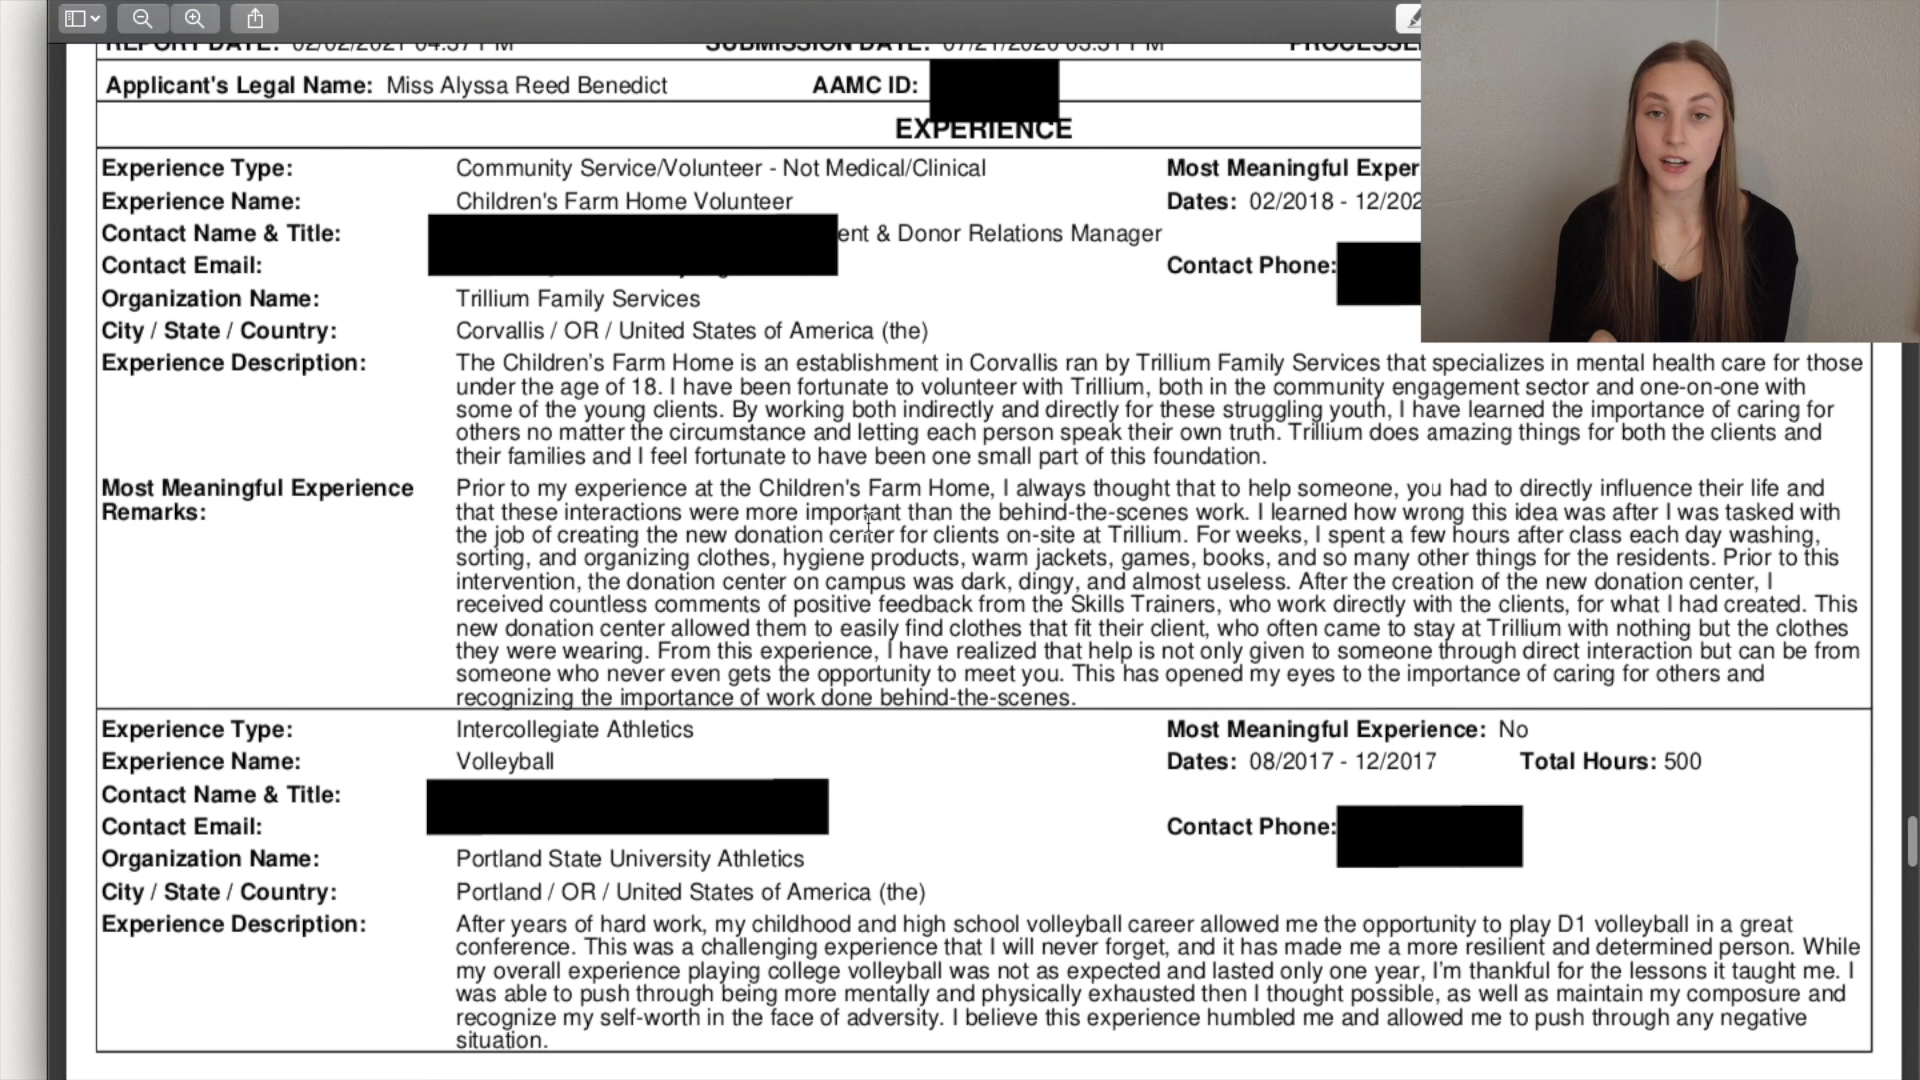 REPORT DATE: 02/02/2021 04:37 PM SUBMISSION DATE: 07/21/2020 03:31 PM
Applicant's Legal Name: Miss Alyssa Reed Benedict AAMC ID:
EXPERIENCE
Experience Type: Community Service/Volunteer - Not Medical/Clinical Most Meaningful Exper
Experience Name: Children's Farm Home Volunteer Dates: 02/2018 - 12/202
Contact Name & Title: ent & Donor Relations Manager
Contact Email: Contact Phone:
Organization Name: Trillium Family Services
City / State / Country: Corvallis / OR / United States of America (the)
Experience Description: The Children's Farm Home is an establishment in Corvallis ran by Trillium Family Services that specializes in mental health care for those
under the age of 18. I have been fortunate to volunteer with Trillium, both in the community engagement sector and one-on-one with
some of the young clients. By working both indirectly and directly for these struggling youth, I have learned the importance of caring for
others no matter the circumstance and letting each person speak their own truth. Trillium does amazing things for both the clients and
their families and I feel fortunate to have been one small part of this foundation.
Most Meaningful Experience Prior to my experience at the Children's Farm Home, I always thought that to help someone, you had to directly influence their life and
Remarks: that these interactions were more important than the behind-the-scenes work. I learned how wrong this idea was after I was tasked with
the job of creating the new donation center for clients on-site at Trillium. For weeks, I spent a few hours after class each day washing,
sorting, and organizing clothes, hygiene products, warm jackets, games, books, and so many other things for the residents. Prior to this
intervention, the donation center on campus was dark, dingy, and almost useless. After the creation of the new donation center, I
received countless comments of positive feedback from the Skills Trainers, who work directly with the clients, for what I had created. This
new donation center allowed them to easily find clothes that fit their client, who often came to stay at Trillium with nothing but the clothes
they were wearing. From this experience, I have realized that help is not only given to someone through direct interaction but can be from
someone who never even gets the opportunity to meet you. This has opened my eyes to the importance of caring for others and
recognizing the importance of work done behind-the-scenes.
Experience Type: Intercollegiate Athletics Most Meaningful Experience: No
Experience Name: Volleyball Dates: 08/2017 - 12/2017 Total Hours: 500
Contact Name & Title:
Contact Email: Contact Phone:
Organization Name: Portland State University Athletics
City / State / Country: Portland / OR / United States of America (the)
Experience Description: After years of hard work, my childhood and high school volleyball career allowed me the opportunity to play D1 volleyball in a great
conference. This was a challenging experience that I will never forget, and it has made me a more resilient and determined person. While
my overall experience playing college volleyball was not as expected and lasted only one year, I'm thankful for the lessons it taught me. I
was able to push through being more mentally and physically exhausted then I thought possible, as well as maintain my composure and
recognize my self-worth in the face of adversity. I believe this experience humbled me and allowed me to push through any negative
situation.